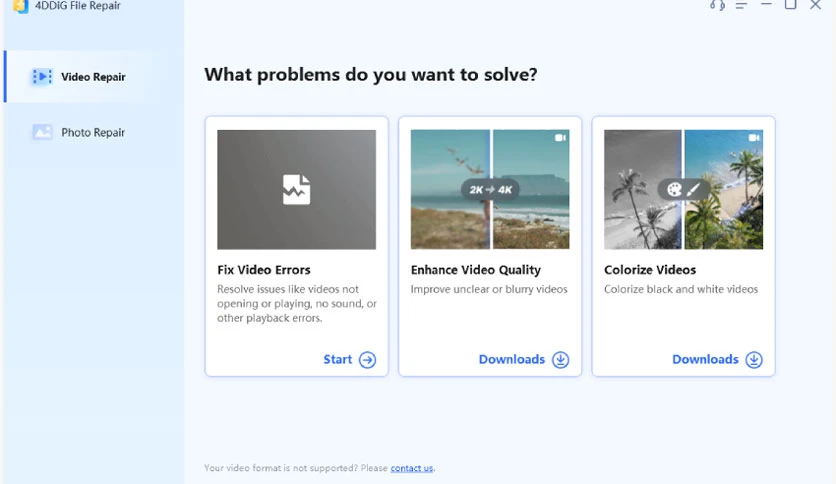 4DDiG File Repair
Video Repair
Photo Repair
What problems do you want to solve?
2K → 4K
Fix Video Errors
Resolve issues like videos not
opening or playing, no sound, or
other playback errors.
Start
Enhance Video Quality
Improve unclear or blurry videos
Downloads
Colorize Videos
Colorize black and white videos
Downloads
Your video format is not supported? Please contact us.